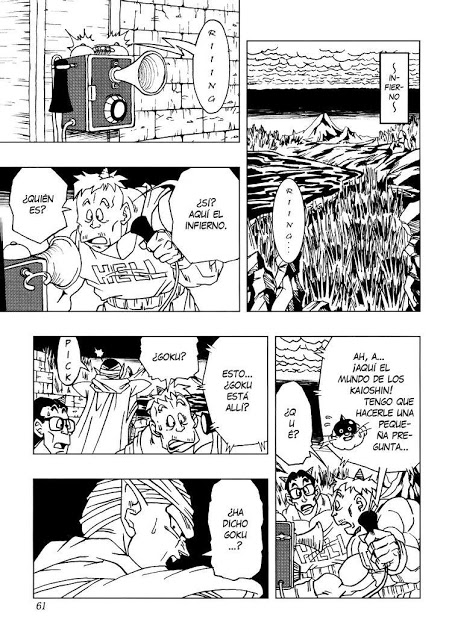 ~ IN-
FIER-
NO ~
RIIING...
RIIING
¿SÍ?
AQUÍ EL
INFIERNO.
¿QUIÉN
ES?
HELL
AH, A...
¡AQUÍ EL
MUNDO DE LOS
KAIOSHIN!
TENGO QUE
HACERLE UNA
PEQUE-
ÑA PRE-
GUNTA...
¿QU
É?
HELL
ESTO...
¿GOKU
ESTÁ
ALLÍ?
¿GOKU?
PICK
¿HA
DICHO
GOKU
...?
61